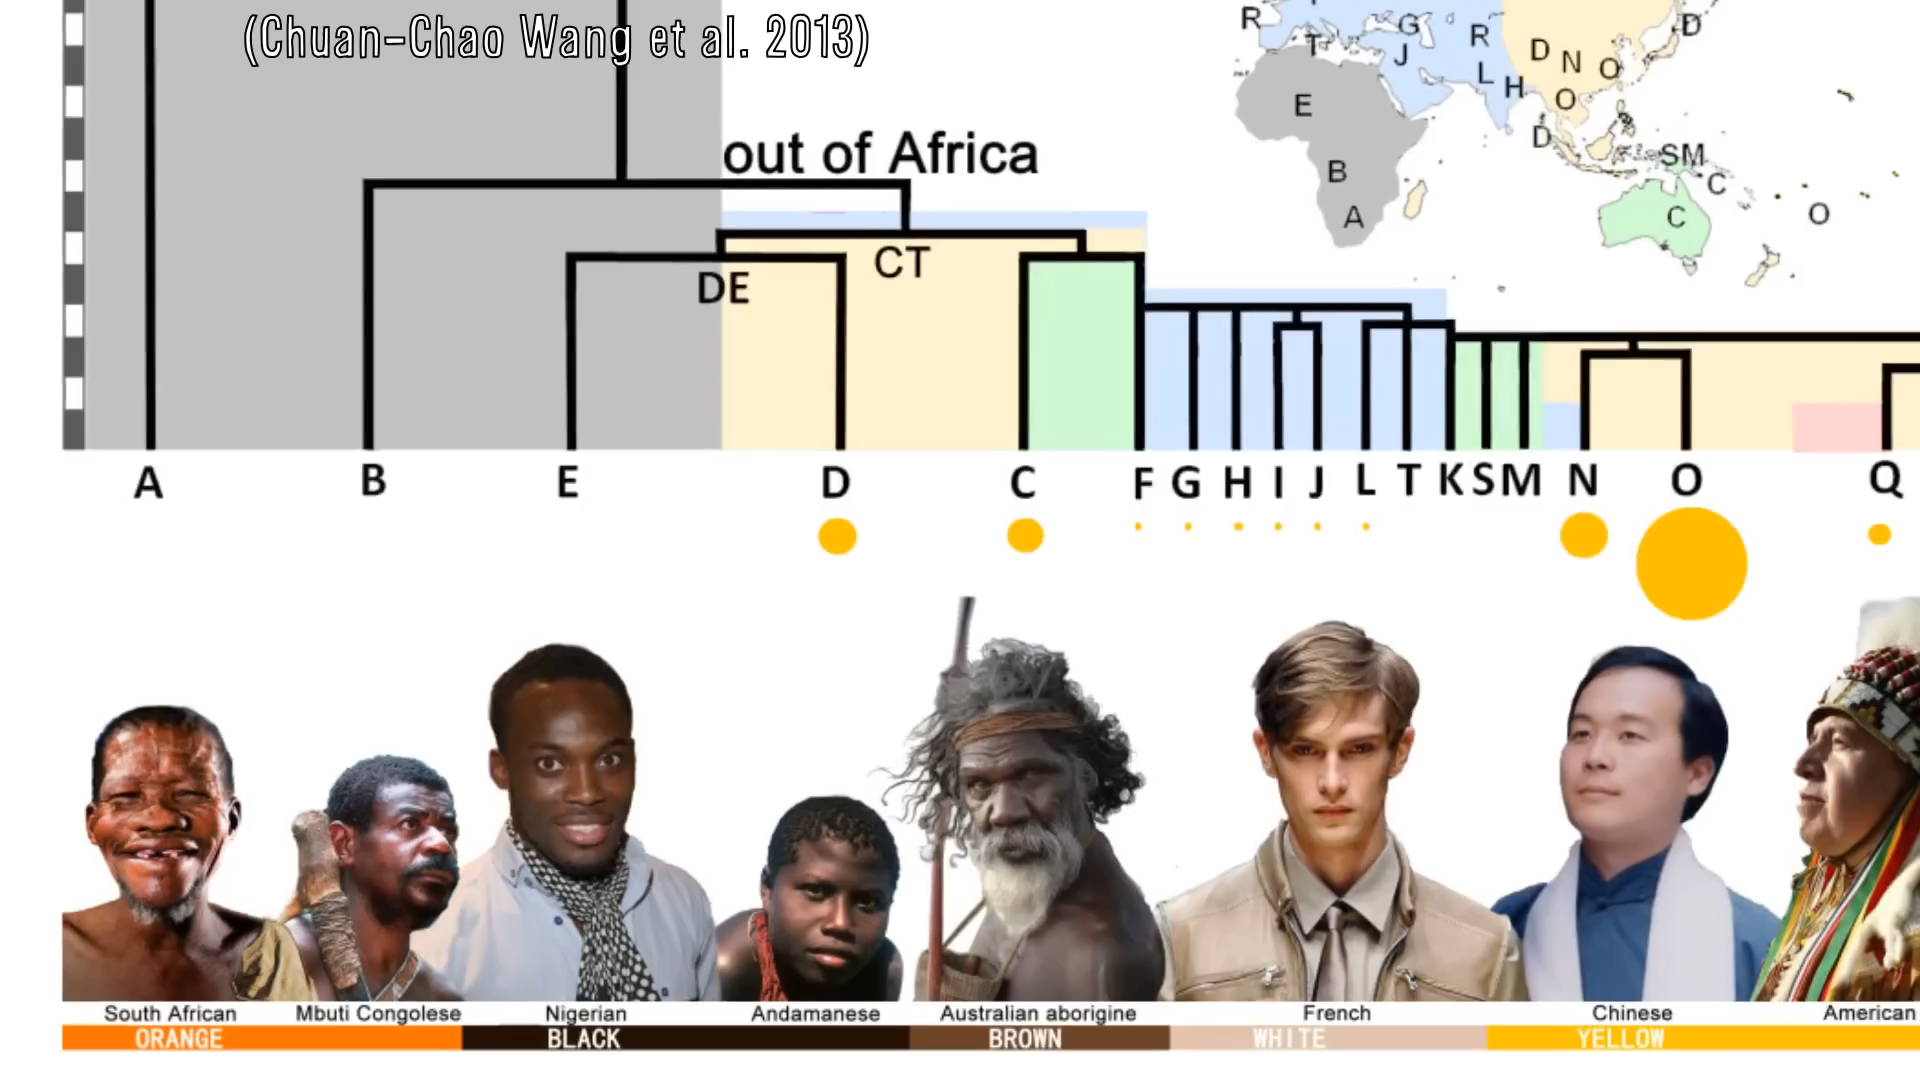 (Chuan-Chao Wang et al. 2013)
R
G
T
J
R
L
H
D
N
O
D
O
D
E
B
A
SM
C
C
O
out of Africa
CT
DE
A B E D C F G H I J L T K S M N O Q
South African Mbuti Congolese Nigerian Andamanese Australian aborigine French Chinese American
ORANGE BLACK BROWN WHITE YELLOW